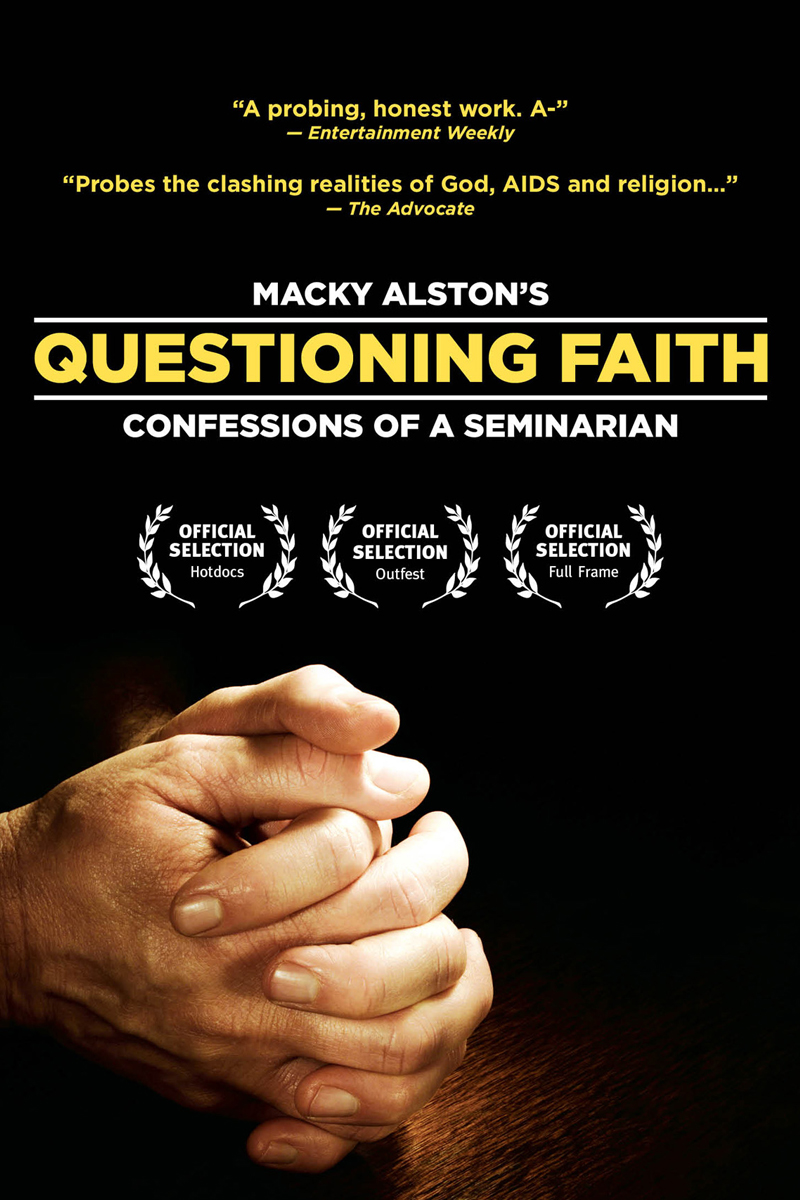 “A probing, honest work. A-”
— Entertainment Weekly
“Probes the clashing realities of God, AIDS and religion...”
— The Advocate
MACKY ALSTON’S
QUESTIONING FAITH
CONFESSIONS OF A SEMINARIAN
OFFICIAL
SELECTION
Hotdocs
OFFICIAL
SELECTION
Outfest
OFFICIAL
SELECTION
Full Frame